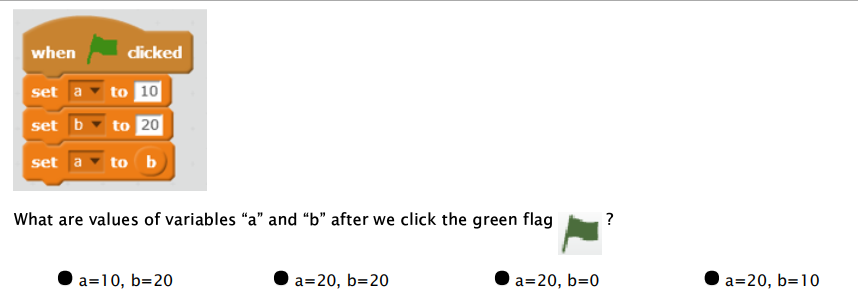 when clicked
set a to 10
set b to 20
set a to b
What are values of variables “a” and “b” after we click the green flag ?
a=10, b=20 a=20, b=20 a=20, b=0 a=20, b=10